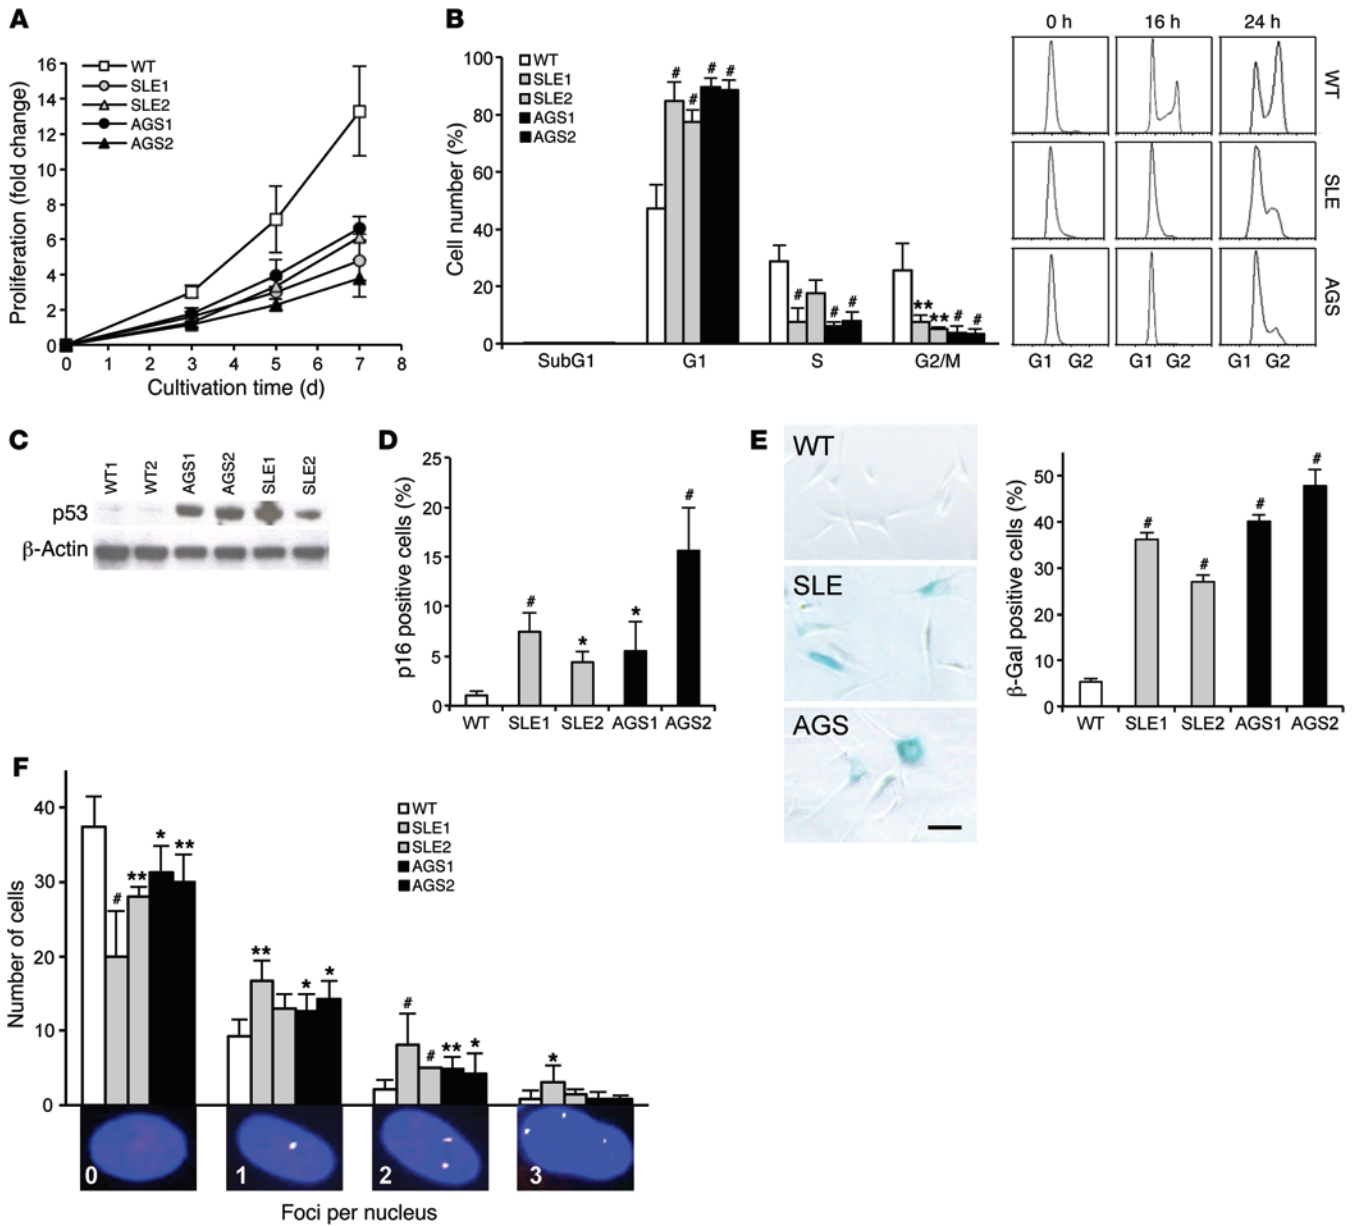 A
Proliferation (fold change)
16
14
12
10
8
6
4
2
0
0 1 2 3 4 5 6 7 8
Cultivation time (d)
WT
SLE1
SLE2
AGS1
AGS2
B
Cell number (%)
100
80
60
40
20
0
WT
SLE1
SLE2
AGS1
AGS2
# # # #
# # #
** ** # #
SubG1 G1 S G2/M
0 h 16 h 24 h
WT
SLE
AGS
G1 G2 G1 G2 G1 G2
C
WT1 WT2 AGS1 AGS2 SLE1 SLE2
p53
β-Actin
D
p16 positive cells (%)
25
20
15
10
5
0
# * * #
WT SLE1 SLE2 AGS1 AGS2
E
WT
SLE
AGS
β-Gal positive cells (%)
50
40
30
20
10
0
# # # #
WT SLE1 SLE2 AGS1 AGS2
F
Number of cells
40
30
20
10
0
WT
SLE1
SLE2
AGS1
AGS2
# ** * **
** * *
# # ** *
*
0 1 2 3
Foci per nucleus